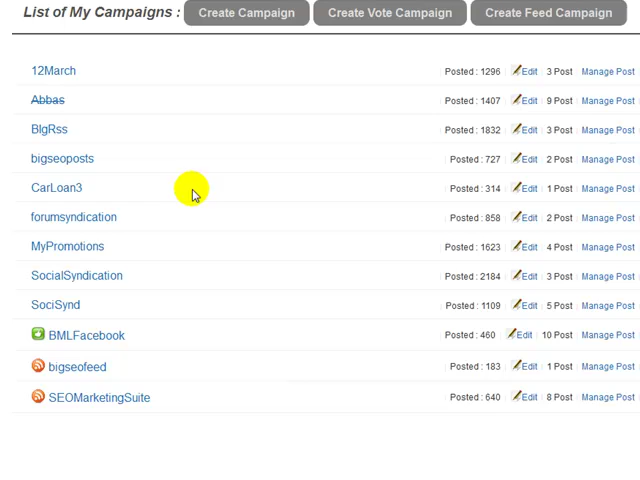 List of My Campaigns : Create Campaign Create Vote Campaign Create Feed Campaign
12March Posted : 1296 Edit 3 Post Manage Post
Abbas Posted : 1407 Edit 9 Post Manage Post
BIgRss Posted : 1832 Edit 3 Post Manage Post
bigseoposts Posted : 727 Edit 2 Post Manage Post
CarLoan3 Posted : 314 Edit 1 Post Manage Post
forumsyndication Posted : 858 Edit 2 Post Manage Post
MyPromotions Posted : 1623 Edit 4 Post Manage Post
SocialSyndication Posted : 2184 Edit 3 Post Manage Post
SociSynd Posted : 1109 Edit 5 Post Manage Post
BMLFacebook Posted : 460 Edit 10 Post Manage Post
bigseofeed Posted : 183 Edit 1 Post Manage Post
SEOMarketingSuite Posted : 640 Edit 8 Post Manage Post